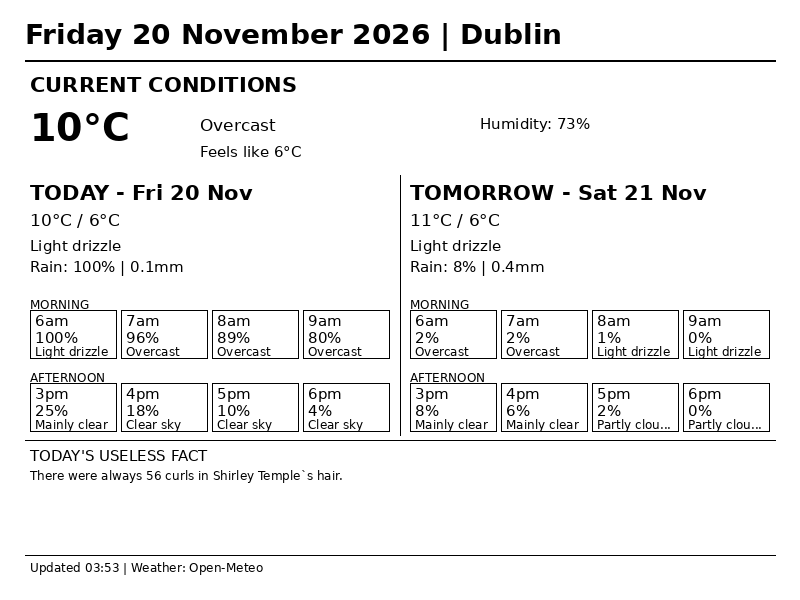 Friday 20 November 2026 | Dublin
CURRENT CONDITIONS
10°C
Overcast
Feels like 6°C
Humidity: 73%
TODAY - Fri 20 Nov
10°C / 6°C
Light drizzle
Rain: 100% | 0.1mm
MORNING
6am
100%
Light drizzle
7am
96%
Overcast
8am
89%
Overcast
9am
80%
Overcast
AFTERNOON
3pm
25%
Mainly clear
4pm
18%
Clear sky
5pm
10%
Clear sky
6pm
4%
Clear sky
TOMORROW - Sat 21 Nov
11°C / 6°C
Light drizzle
Rain: 8% | 0.4mm
MORNING
6am
2%
Overcast
7am
2%
Overcast
8am
1%
Light drizzle
9am
0%
Light drizzle
AFTERNOON
3pm
8%
Mainly clear
4pm
6%
Mainly clear
5pm
2%
Partly clou...
6pm
0%
Partly clou...
TODAY'S USELESS FACT
There were always 56 curls in Shirley Temple`s hair.
Updated 03:53 | Weather: Open-Meteo